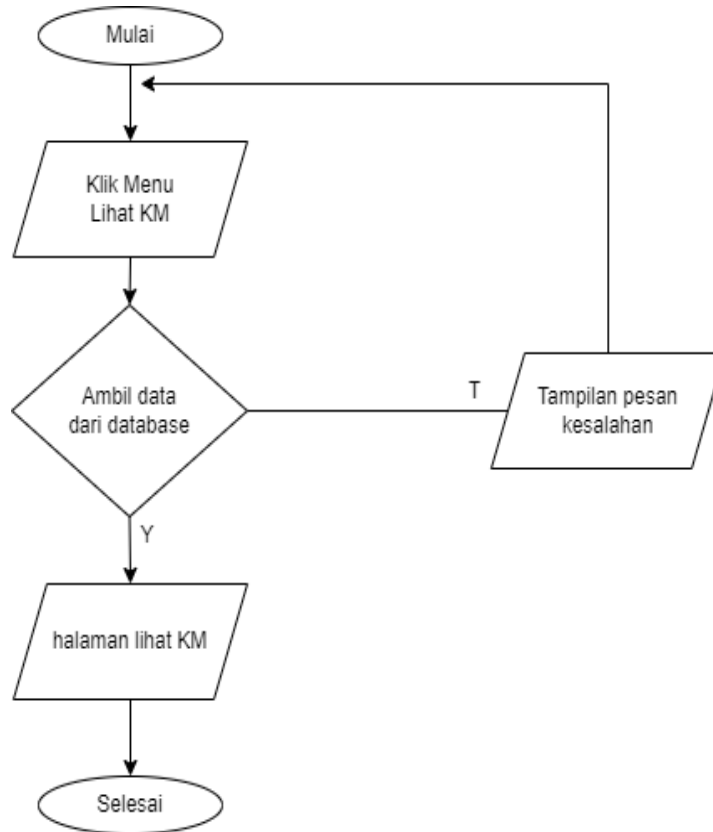 Mulai
Klik Menu
Lihat KM
Ambil data
dari database
T
Tampilan pesan
kesalahan
Y
halaman lihat KM
Selesai